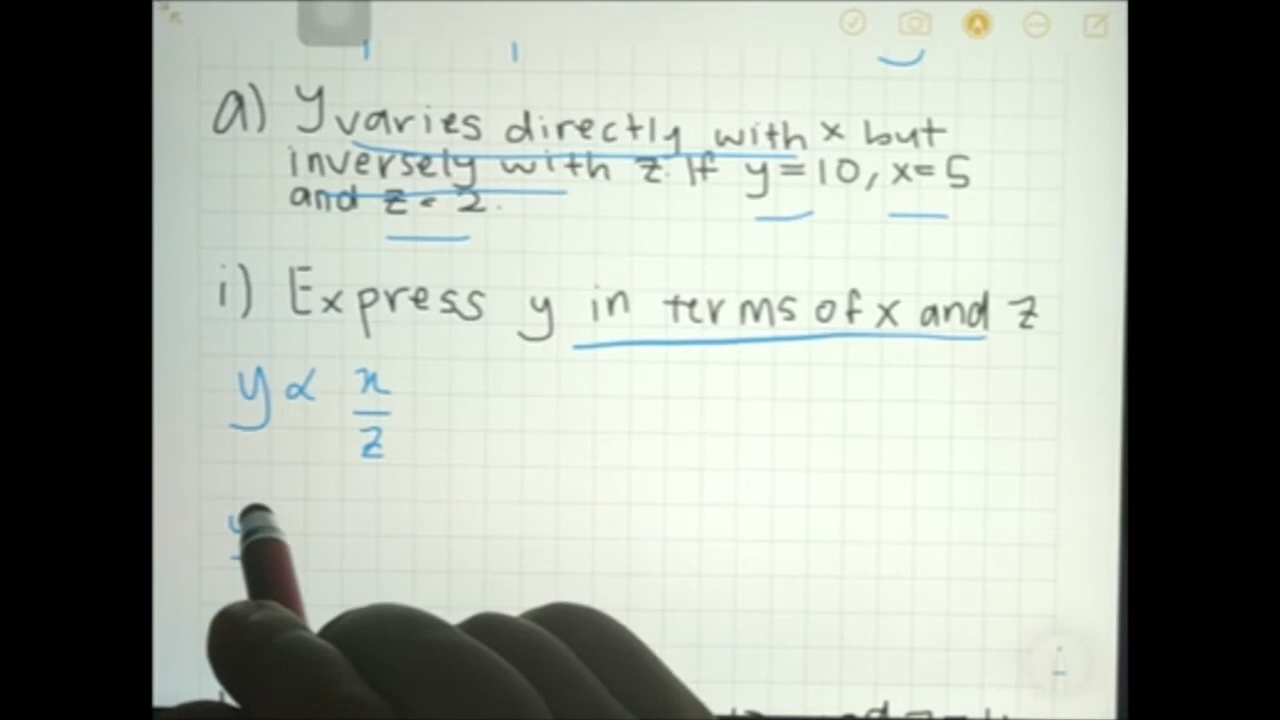 a) y varies directly with x but
inversely with z. If y=10, x=5
and z = 2.
i) Express y in terms of x and z
y ∝ x/z
y